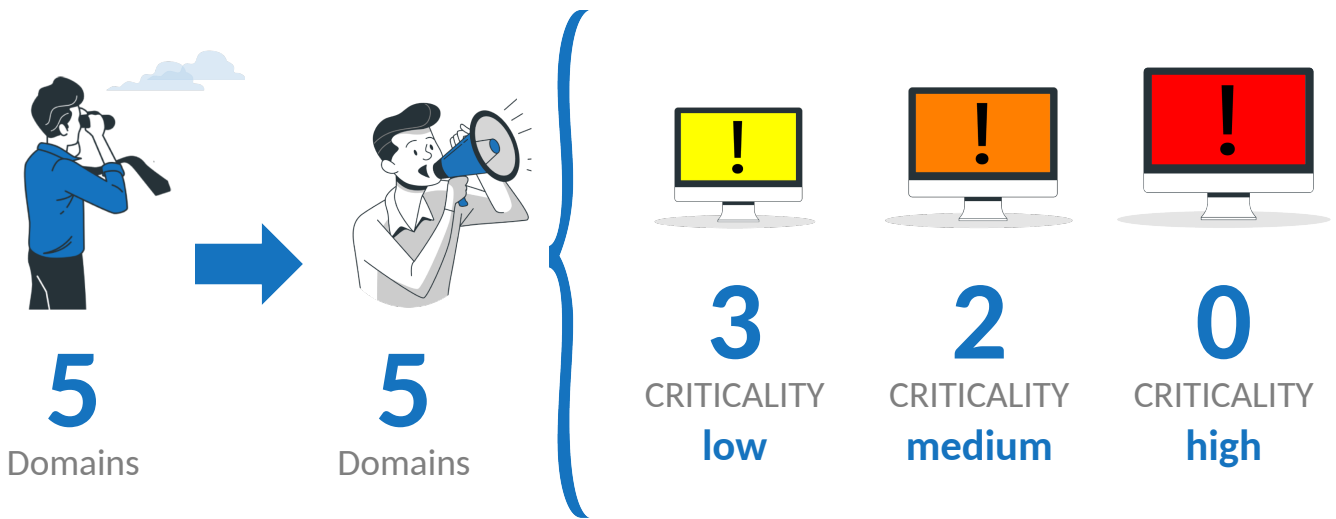 5
Domains
5
Domains
!
3
CRITICALITY
low
!
2
CRITICALITY
medium
!
0
CRITICALITY
high